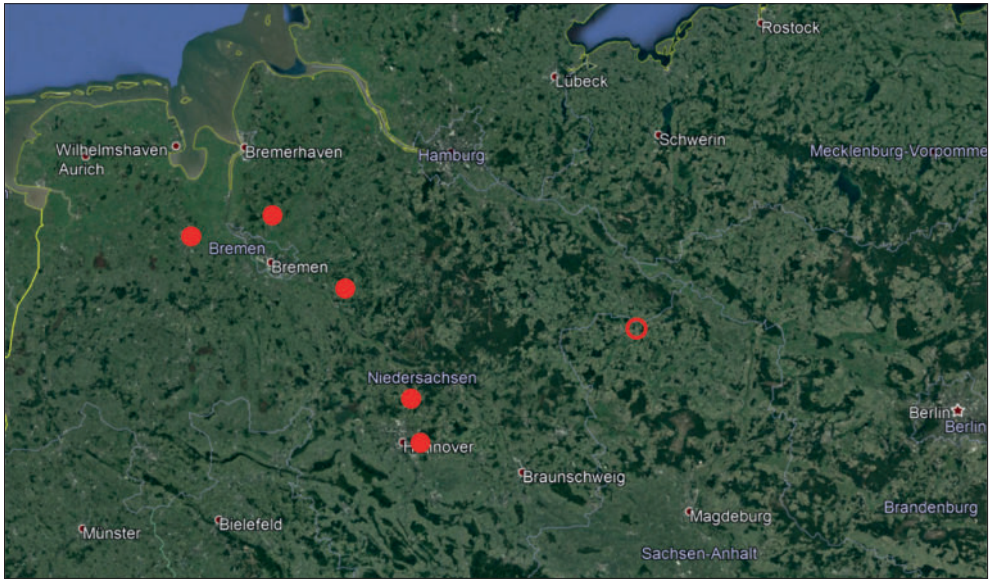 Rostock
Lübeck
Schwerin
Wilhelmshaven
Bremerhaven
Hamburg
Mecklenburg-Vorpomme
Aurich
Bremen
Bremen
Niedersachsen
Berlin
Berlin
Hannover
Braunschweig
Brandenburg
Magdeburg
Bielefeld
Münster
Sachsen-Anhalt